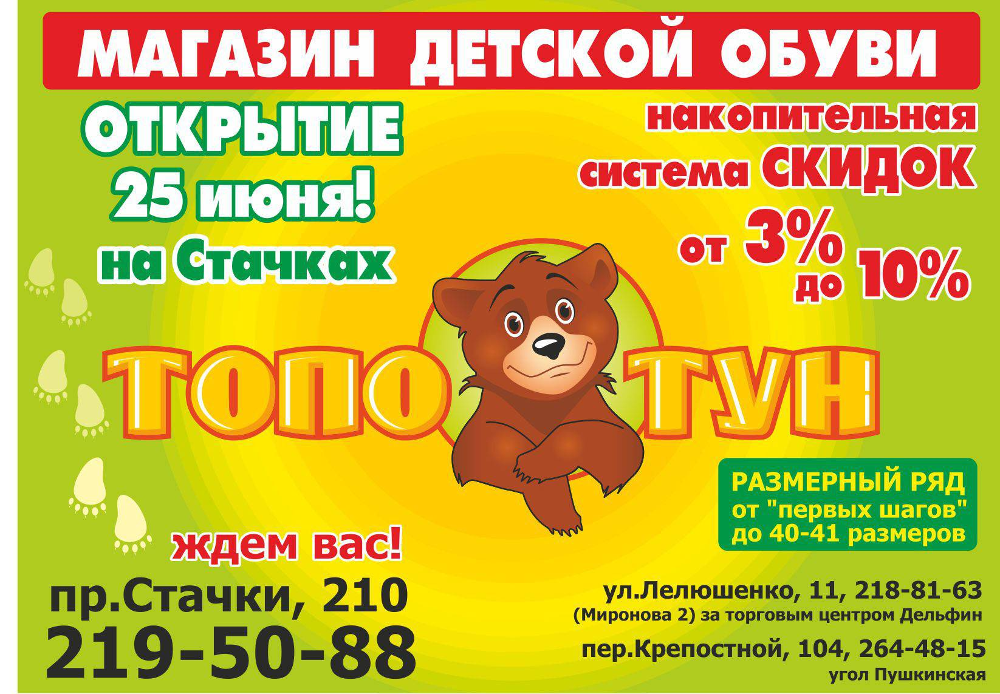 МАГАЗИН ДЕТСКОЙ ОБУВИ
ОТКРЫТИЕ
25 июня!
на Стачках
накопительная
система СКИДОК
от 3%
до 10%
ТОПОТУН
РАЗМЕРНЫЙ РЯД
от "первых шагов"
до 40-41 размеров
ждем вас!
пр.Стачки, 210
219-50-88
ул.Лелюшенко, 11, 218-81-63
(Миронова 2) за торговым центром Дельфин
пер.Крепостной, 104, 264-48-15
угол Пушкинская